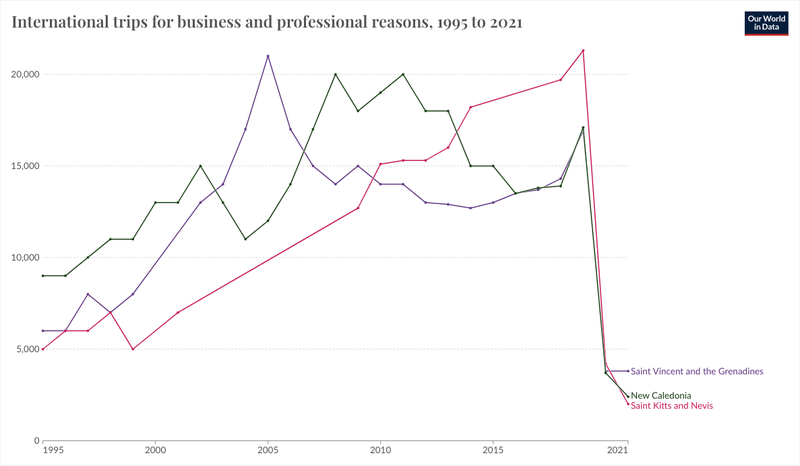 International trips for business and professional reasons, 1995 to 2021
Our World
in Data
20,000
15,000
10,000
5,000
0
1995
2000
2005
2010
2015
2021
Saint Vincent and the Grenadines
New Caledonia
Saint Kitts and Nevis